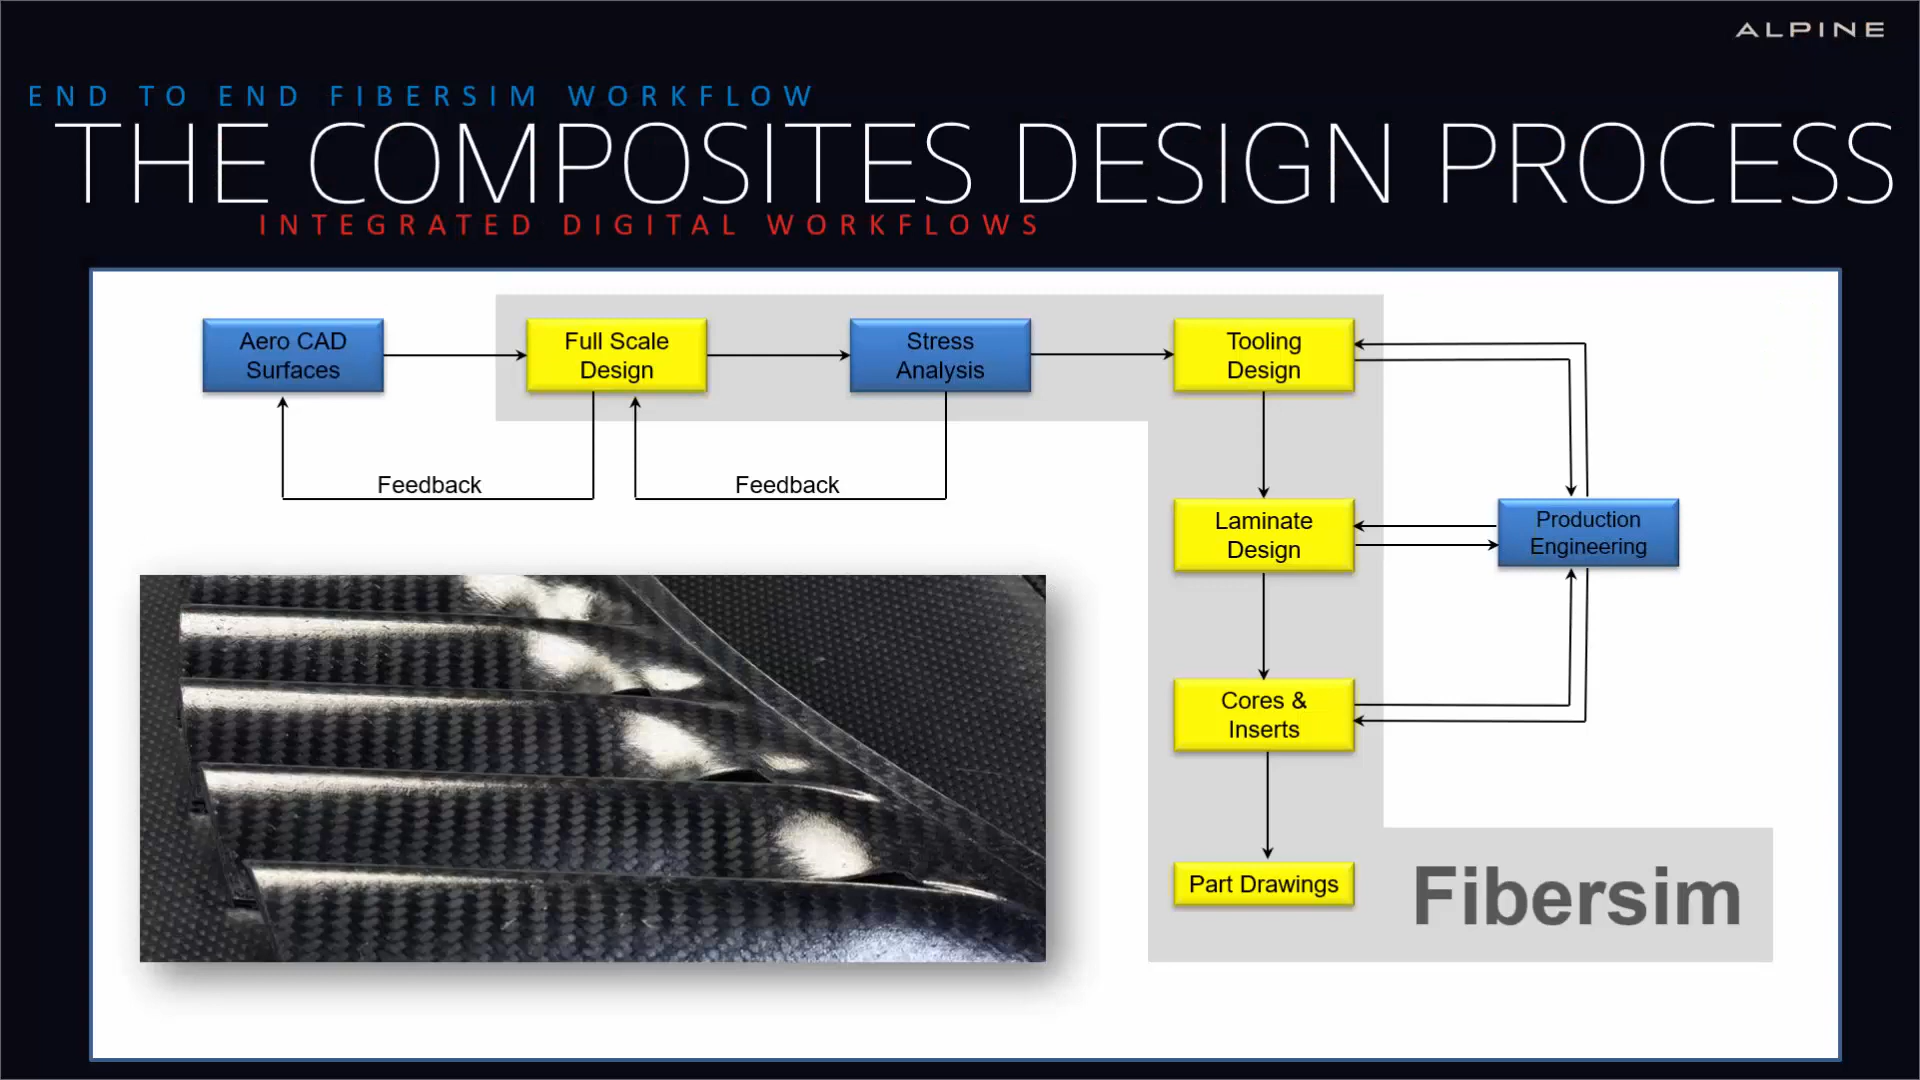 ALPINE
END TO END FIBERSIM WORKFLOW
THE COMPOSITES DESIGN PROCESS
INTEGRATED DIGITAL WORKFLOWS
Aero CAD
Surfaces
Full Scale
Design
Stress
Analysis
Tooling
Design
Feedback
Feedback
Laminate
Design
Production
Engineering
Cores &
Inserts
Part Drawings
Fibersim